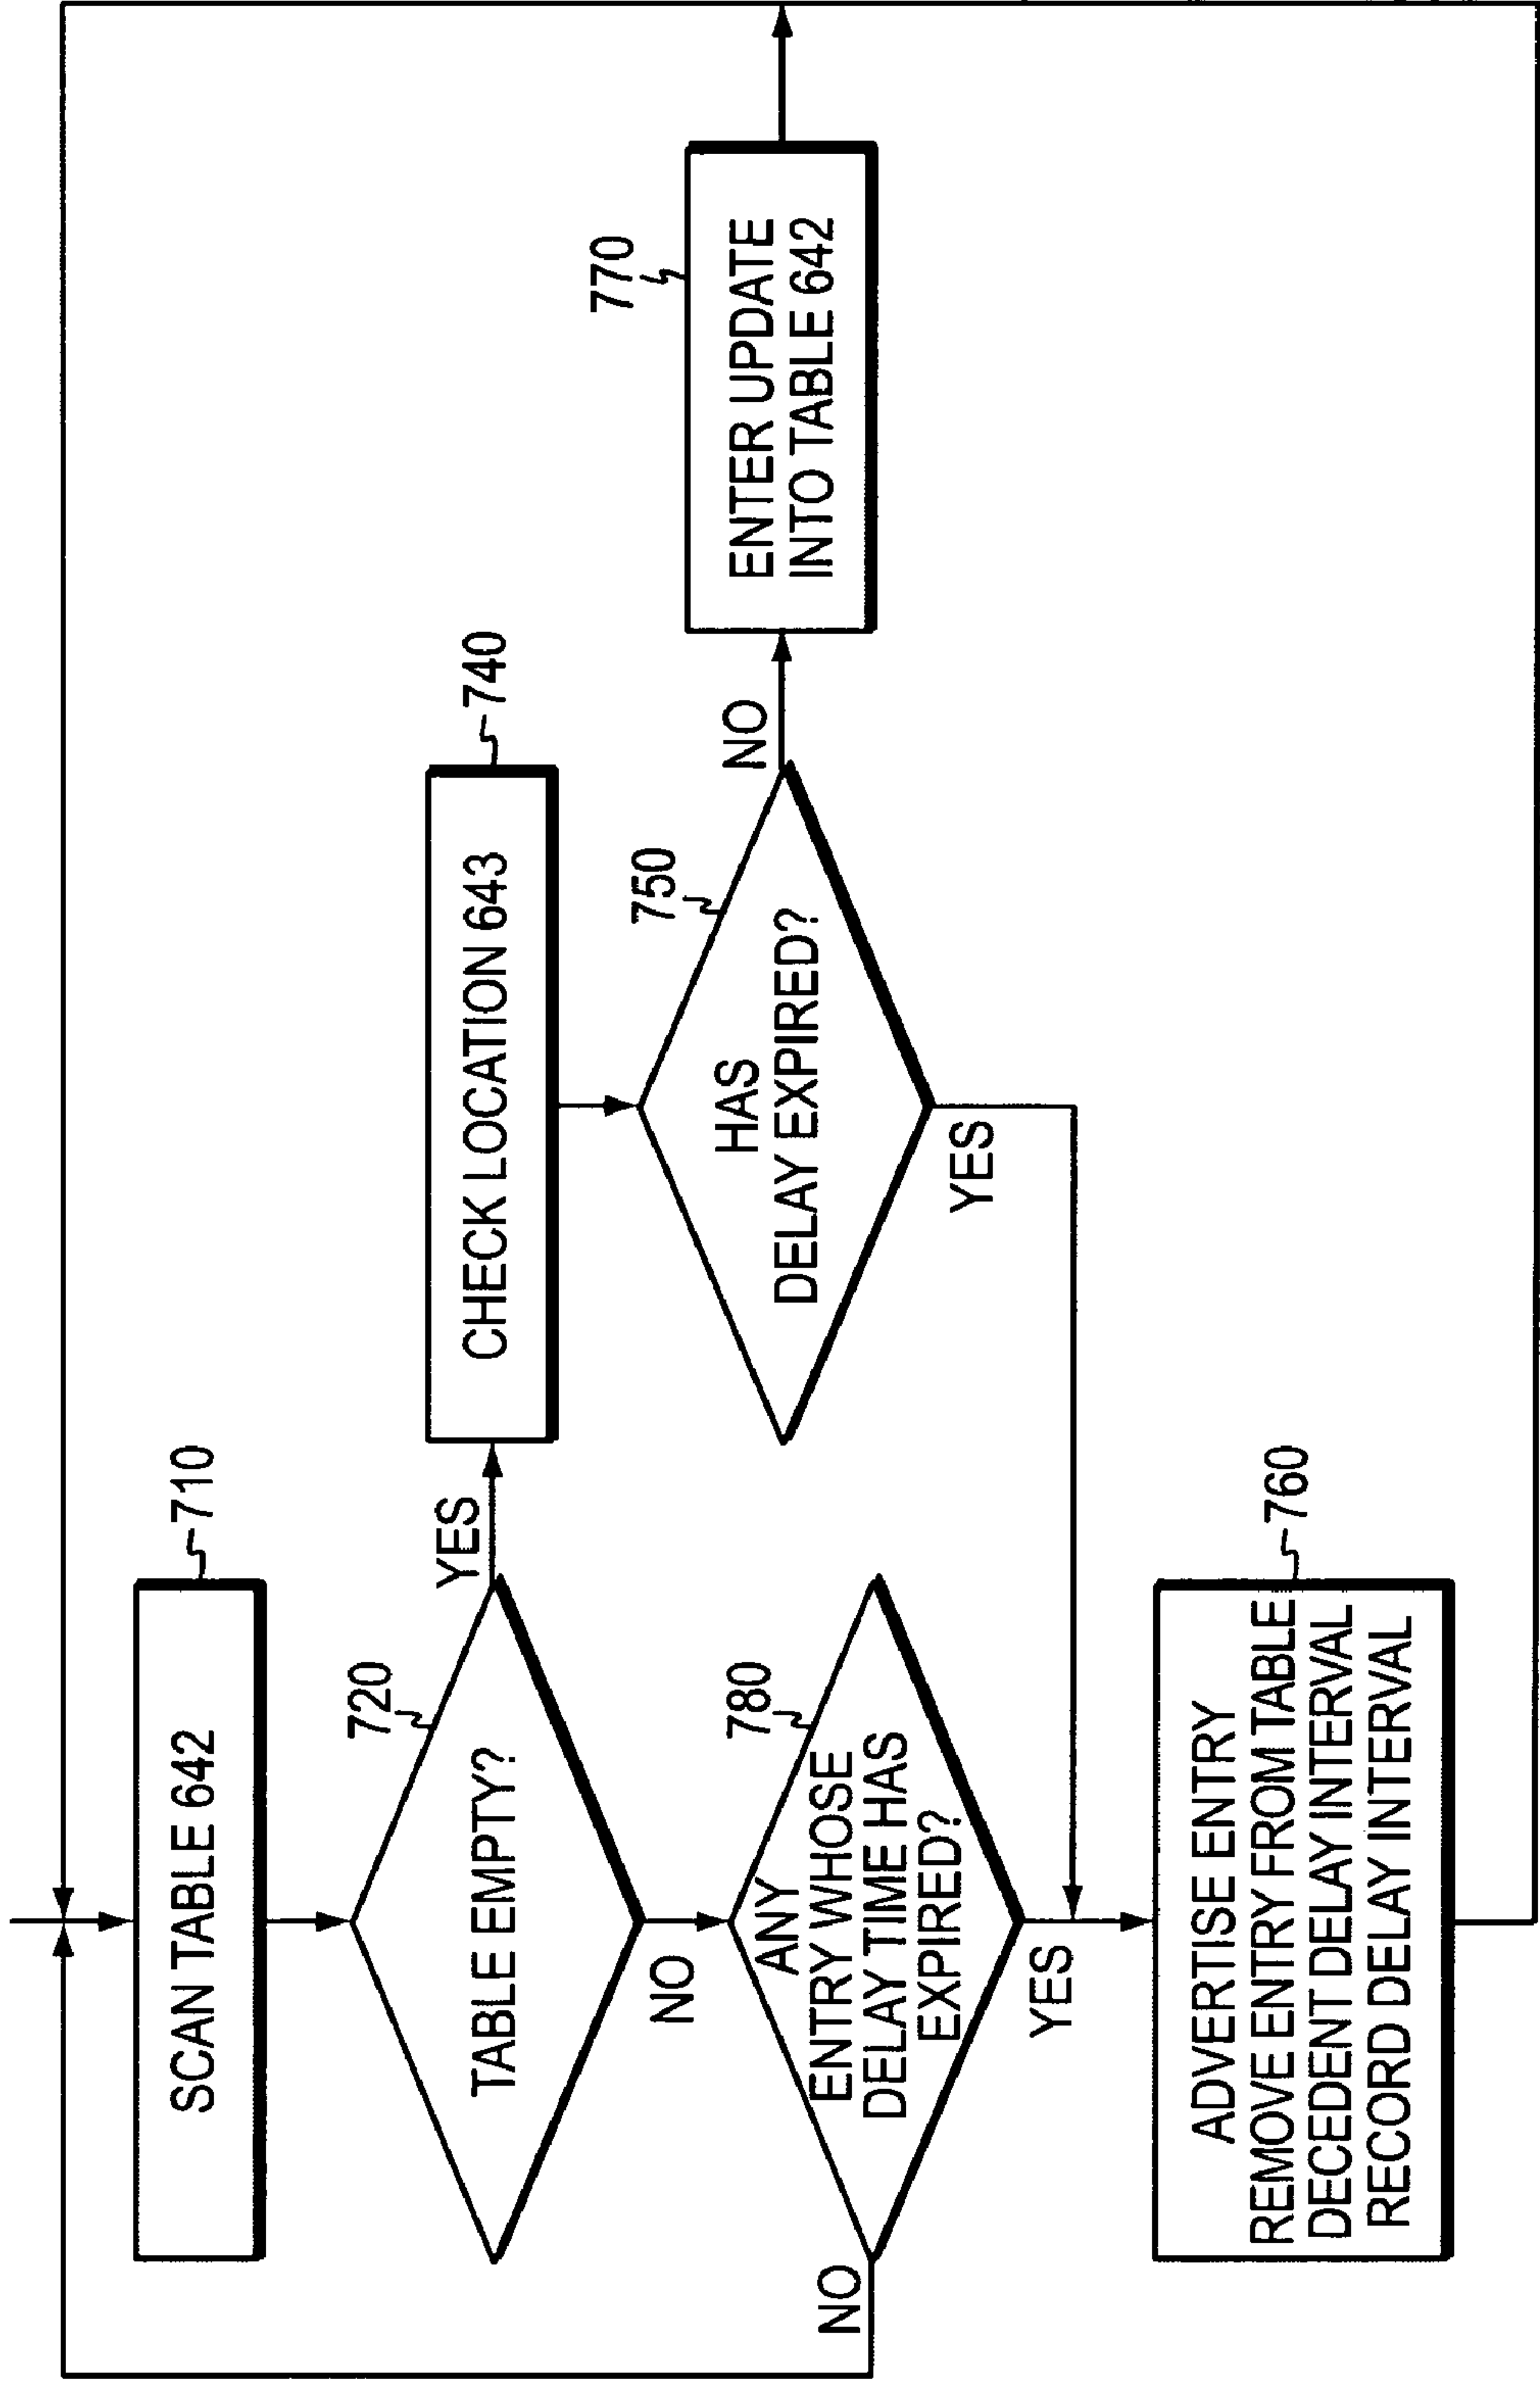 SCAN TABLE 642
710
TABLE EMPTY?
720
YES
NO
CHECK LOCATION 643
740
HAS
DELAY EXPIRED?
750
NO
YES
ENTER UPDATE
INTO TABLE 642
770
ANY
ENTRY WHOSE
DELAY TIME HAS
EXPIRED?
780
NO
YES
ADVERTISE ENTRY
REMOVE ENTRY FROM TABLE
DECEDENT DELAY INTERVAL
RECORD DELAY INTERVAL
760